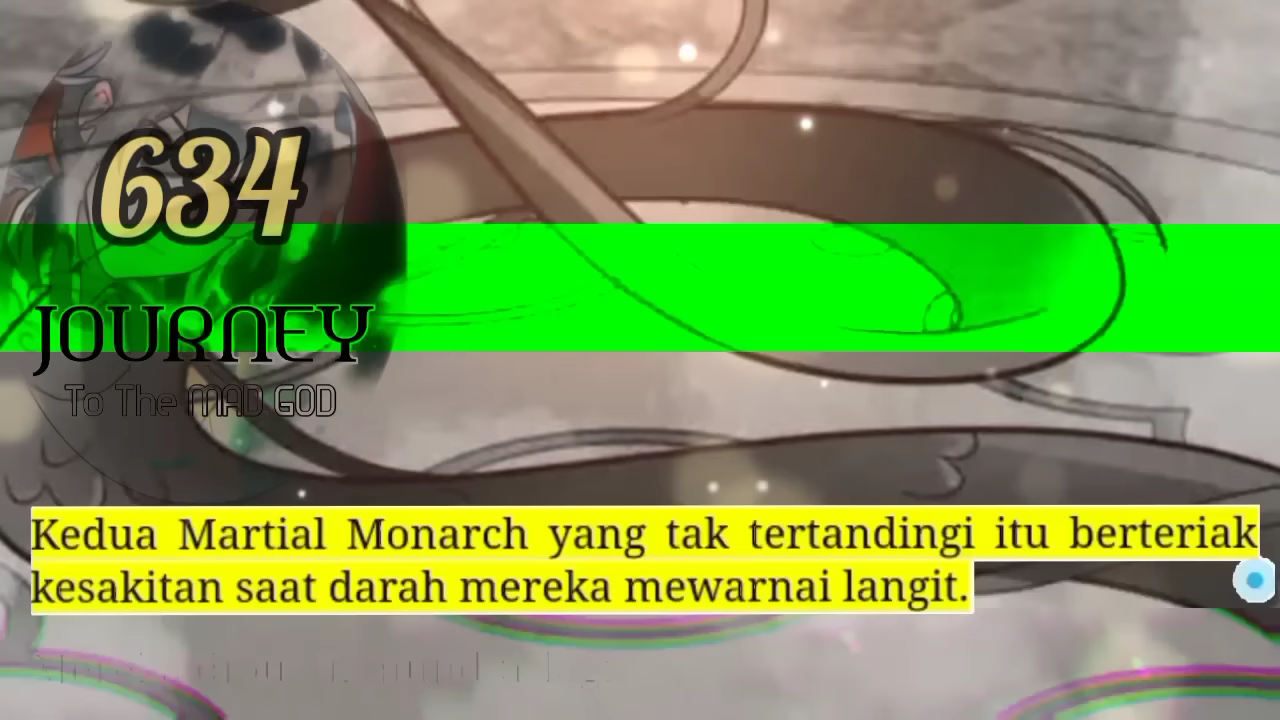 634
JOURNEY
To The MAD GOD
Kedua Martial Monarch yang tak tertandingi itu berteriak
kesakitan saat darah mereka mewarnai langit.